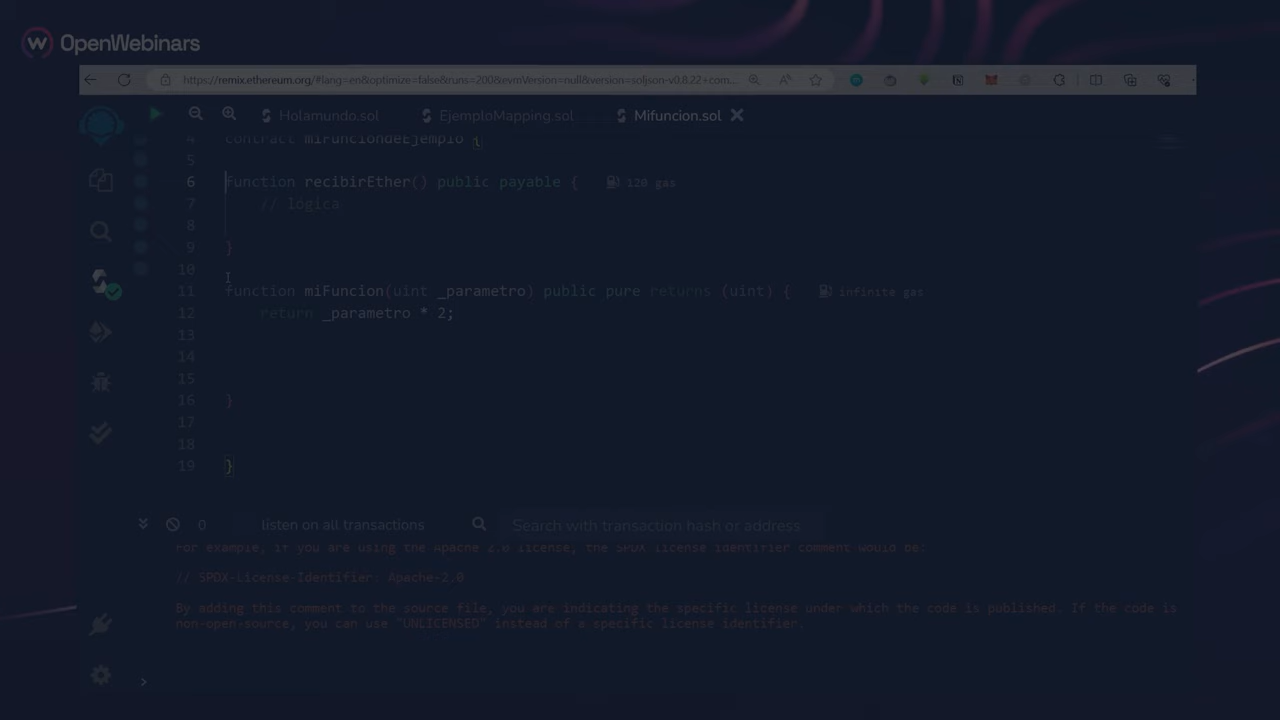 OpenWebinars
https://remix.ethereum.org/#lang=en&optimize=false&runs=200&evmVersion=null&version=soljson-v0.8.22+com...
Holamundo.sol EjemploMapping.sol Mifuncion.sol
4 contract miFunciondeEjemplo {
5
6 function recibirEther() public payable { 120 gas
7 // lógica
8
9 }
10
11 function miFuncion(uint _parametro) public pure returns (uint) { infinite gas
12 return _parametro * 2;
13
14
15
16 }
17
18
19 }
0 listen on all transactions Search with transaction hash or address
For example, if you are using the Apache 2.0 license, the SPDX license identifier comment would be:
// SPDX-License-Identifier: Apache-2.0
By adding this comment to the source file, you are indicating the specific license under which the code is published. If the code is
non-open-source, you can use "UNLICENSED" instead of a specific license identifier.
>